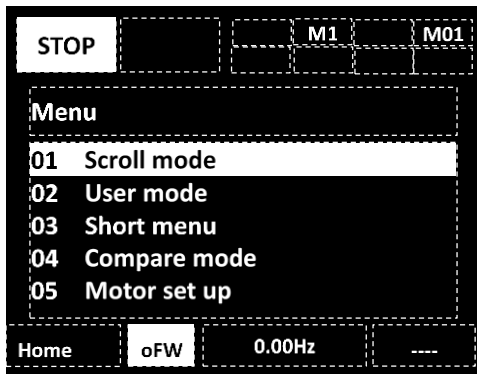 STOP M1 M01
Menu
01 Scroll mode
02 User mode
03 Short menu
04 Compare mode
05 Motor set up
Home oFW 0.00Hz ----